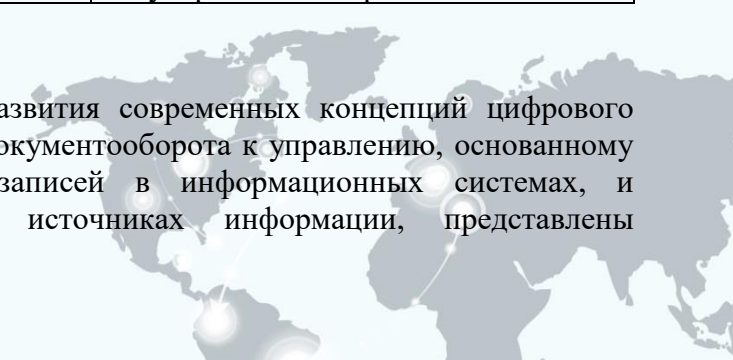 азвития современных концепций цифрового
окументооборота к управлению, основанному
записей в информационных системах, и
источниках информации, представлены